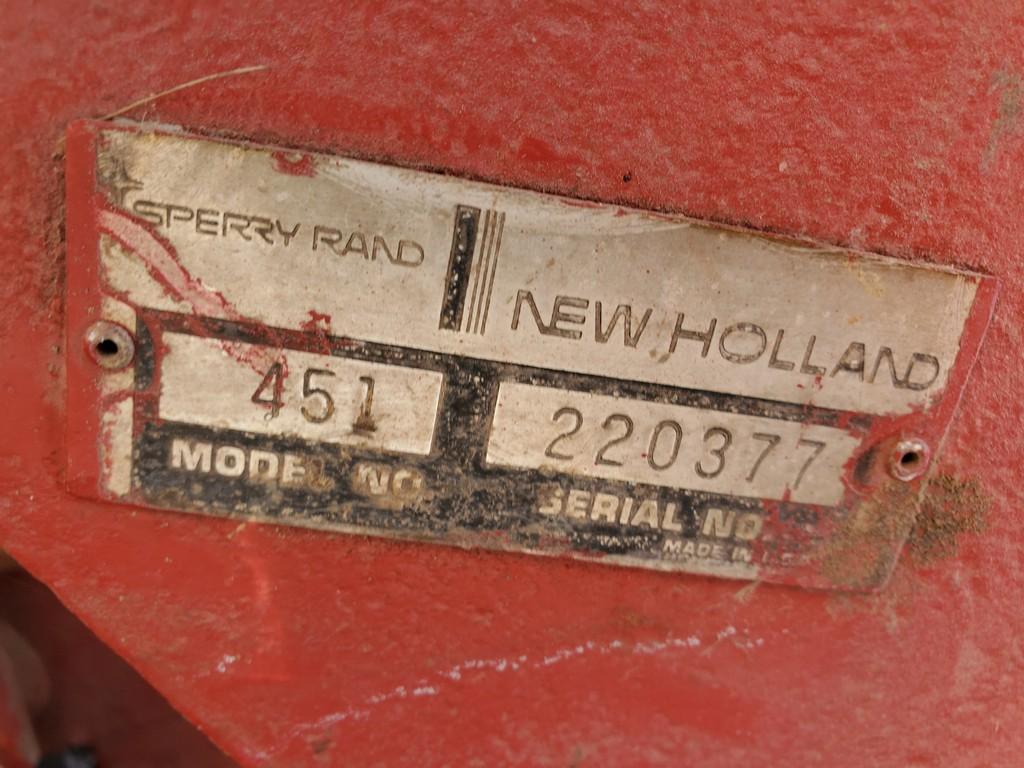 SPERRY RAND
NEW HOLLAND
451 220377
MODEL NO. SERIAL NO.
MADE IN